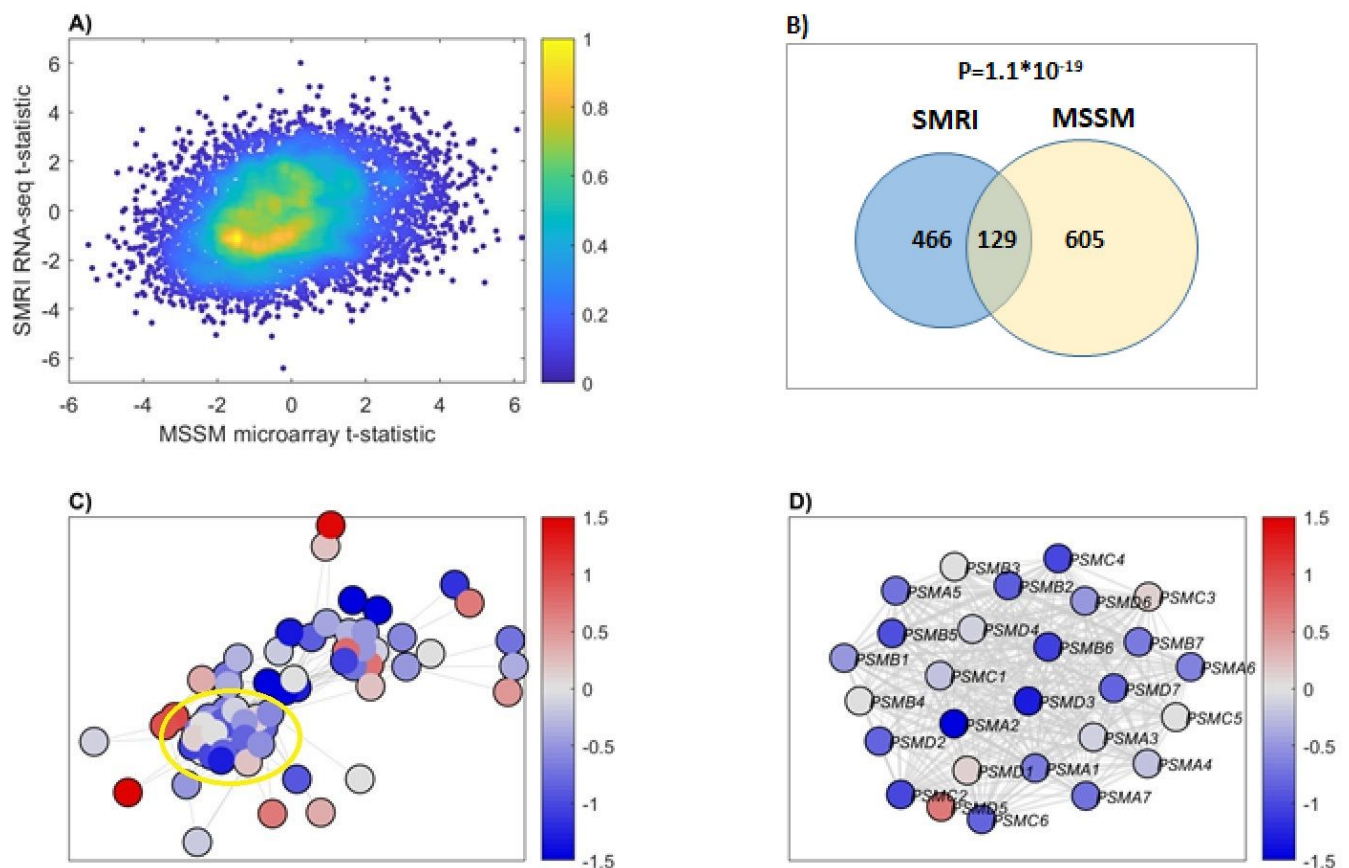 A)
SMRI RNA-seq t-statistic
6
4
2
0
-2
-4
-6
-6
-4
-2
0
2
4
6
MSSM microarray t-statistic
1
0.8
0.6
0.4
0.2
0
B)
P=1.1*10-19
SMRI MSSM
466 129 605
C)
1.5
1
0.5
0
-0.5
-1
-1.5
D)
PSMC4
PSMB3
PSMB2
PSMA5
PSMD6
PSMC3
PSMB5
PSMD4
PSMB6
PSMB7
PSMB1
PSMA6
PSMC1
PSMD7
PSMB4
PSMD3
PSMC5
PSMA2
PSMD2
PSMA3
PSMD1
PSMA1
PSMA4
PSMC2
PSMD5
PSMA7
PSMC6
1.5
1
0.5
0
-0.5
-1
-1.5